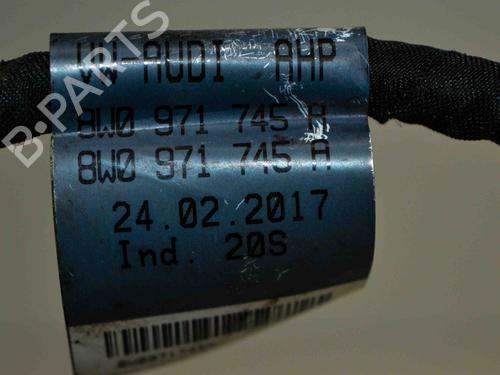 VW-AUDI AHP
8W0 971 745 A
8W0 971 745 A
24.02.2017
Ind. 20S
B-PARTS